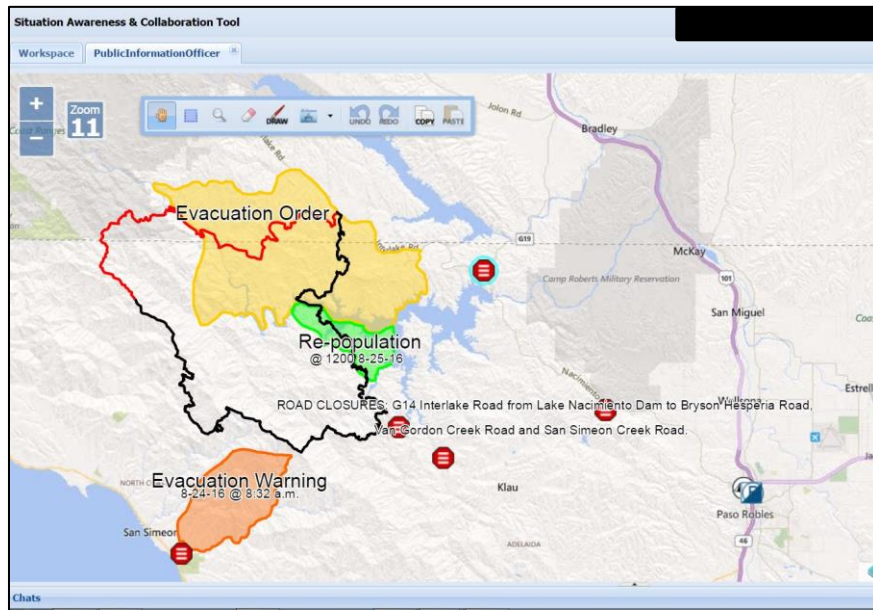 Situation Awareness & Collaboration Tool
Workspace
PublicInformationOfficer
+
−
Zoom
11
DRAW
UNDO
REDO
COPY
PASTE
Jolon Rd
Bradley
Evacuation Order
G19
McKay
Camp Roberts Military Reservation
101
San Miguel
Re-population
@ 1200 8-25-16
Nacimiento
Estrell
ROAD CLOSURES: G14 Interlake Road from Lake Nacimiento Dam to Bryson Hesperia Road,
Van Gordon Creek Road and San Simeon Creek Road.
Evacuation Warning
8-24-16 @ 8:32 a.m.
Klau
Paso Robles
San Simeon
ADELAIDA
46
Chats